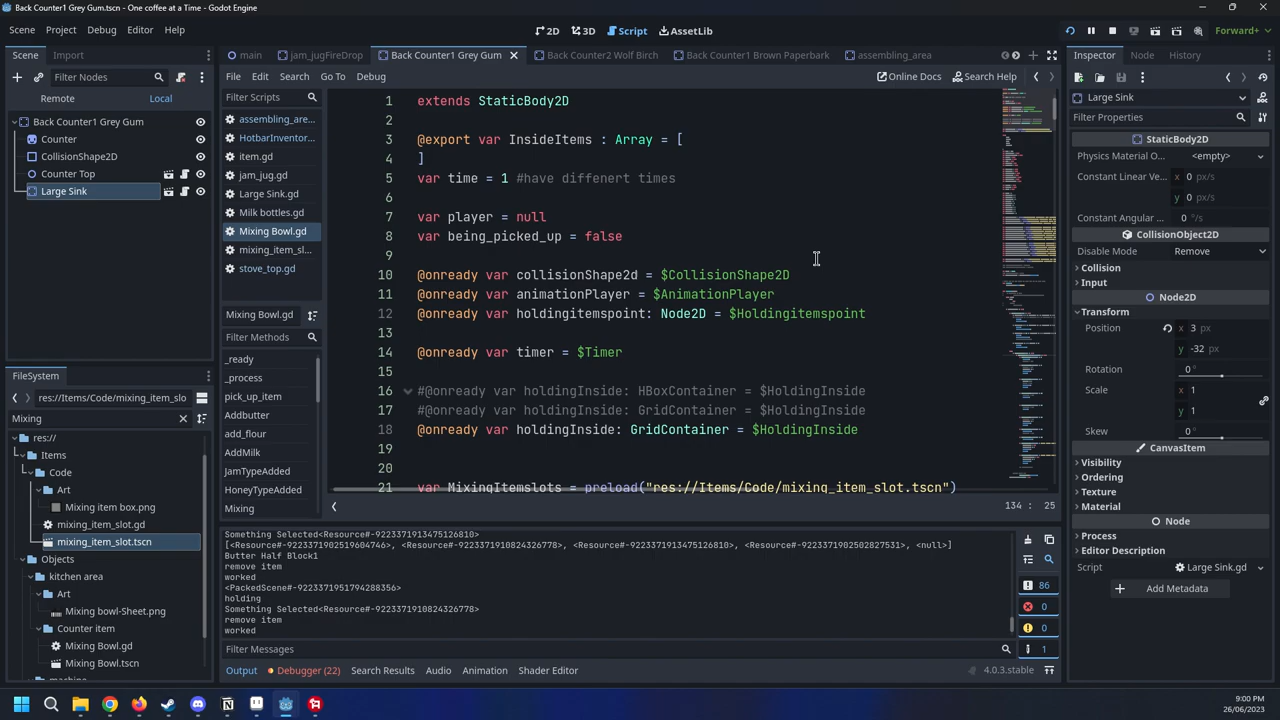 Back Counter1 Grey Gum.tscn - One coffee at a Time - Godot Engine
Scene Project Debug Editor Help
2D 3D Script AssetLib
Forward+
Scene Import
main jam_jugFireDrop Back Counter1 Grey Gum Back Counter2 Wolf Birch Back Counter1 Brown Paperbark assembling_area
Inspector Node History
Filter Nodes
File Edit Search Go To Debug
Online Docs Search Help
Remote Local
Filter Scripts
Large Sink
Back Counter1 Grey Gum
Counter
CollisionShape2D
Counter Top
Large Sink
assembling_
HotbarInvent
item.gd
jam_jug.gd
Large Sink.gd
Milk bottles.gd
Mixing Bowl.
mixing_item_
move_top.gd
Mixing Bowl.gd
Filter Methods
_ready
_process
pick_up_item
Addbutter
add_flour
JamTypeAdded
HoneyTypeAdded
Mixing
1 extends StaticBody2D
2
3 @export var Inside : Array = [
4 ]
5 var time = 1 #have differnt times
6
7 var player = null
8 var being_picked_up = false
9
10 @onready var collisionshape2d = $CollisionShape2D
11 @onready var animationplayer = $AnimationPlayer
12 @onready var holdingitemspoint: Node2D = $Holdingitemspoint
13
14 @onready var timer = $Timer
15
16 #@onready var holdingInside: HBoxContainer = $HoldingInside
17 #@onready var holdingInside: GridContainer = $HoldingInside
18 @onready var holdingInside: GridContainer = $HoldingInside
19
20
21 var MixingItemslots = preload("res://Items/Code/mixing_item_slot.tscn")
134 : 25
FileSystem
res://Items/Code/mixing_item_slo
Mixing
res://
Items
Code
Art
Mixing item box.png
mixing_item_slot.gd
mixing_item_slot.tscn
Objects
kitchen area
Art
Mixing bowl-Sheet.png
Counter item
Mixing Bowl.gd
Mixing Bowl.tscn
Something Selected<Resource#-9223371913475126810>
[<Resource#-9223371902519604746>, <Resource#-9223371910824326778>, <Resource#-9223371913475126810>, <Resource#-9223371902502827531>, <null>]
Butter Half Block1
remove item
worked
<PackedScene#-9223371951794288356>
holding
Something Selected<Resource#-9223371910824326778>
remove item
worked
86
0
0
1
Filter Messages
Output Debugger (22) Search Results Audio Animation Shader Editor
4.0.3.stable
Filter Properties
StaticBody2D
Physics Material O... <empty>
Constant Linear Ve...
px/s
px/s
Constant Angular
CollisionObject2D
Disable Mode Remove
Collision
Input
Node2D
Transform
px
Rotation 0
Scale x
y
Skew 0
CanvasItem
Visibility
Ordering
Texture
Material
Node
Process
Editor Description
Script Large Sink.gd
Add Metadata
9:00 PM
26/06/2023